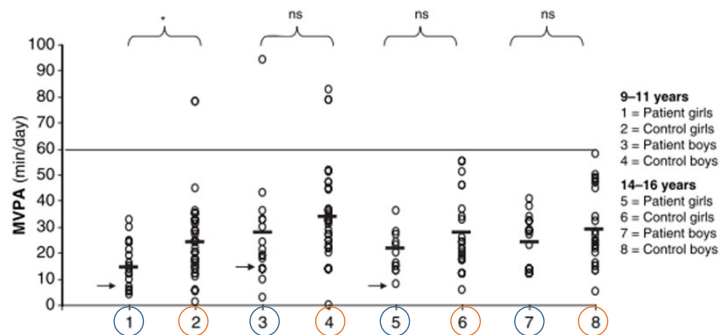 * ns ns ns
100
90
80
70
60
50
40
30
20
10
0
MVPA (min/day)
1 2 3 4 5 6 7 8
9–11 years
1 = Patient girls
2 = Control girls
3 = Patient boys
4 = Control boys
14–16 years
5 = Patient girls
6 = Control girls
7 = Patient boys
8 = Control boys